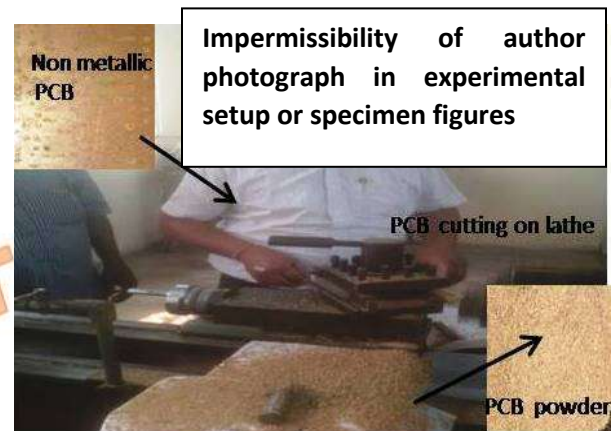 Non metallic
PCB
Impermissibility of author
photograph in experimental
setup or specimen figures
PCB cutting on lathe
PCB powder